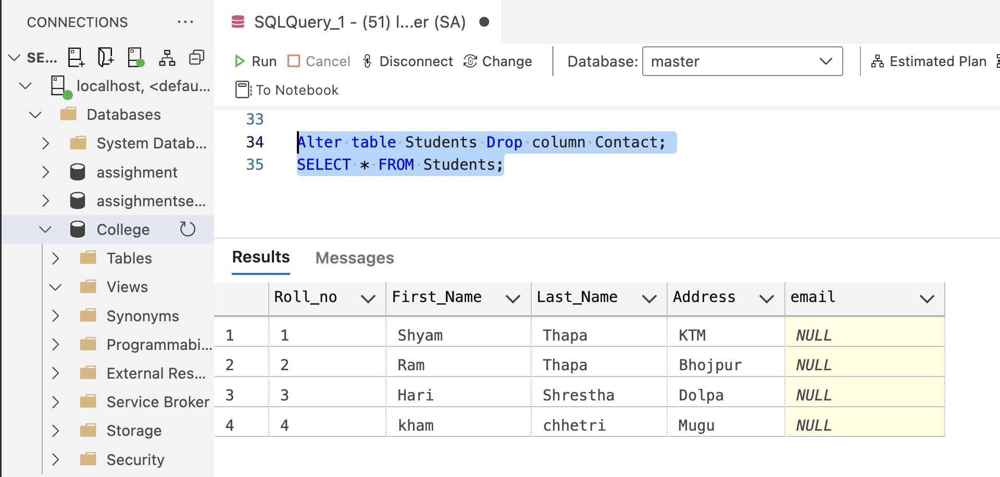 CONNECTIONS ...
SE...
localhost, <defau...
Databases
System Datab...
assighment
assighmentse...
College
Tables
Views
Synonyms
Programmabi...
External Res...
Service Broker
Storage
Security
SQLQuery_1 - (51) l...er (SA)
Run Cancel Disconnect Change Database: master Estimated Plan
To Notebook
33
34 Alter table Students Drop column Contact;
35 SELECT * FROM Students;
Results Messages
Roll_no First_Name Last_Name Address email
1 1 Shyam Thapa KTM NULL
2 2 Ram Thapa Bhojpur NULL
3 3 Hari Shrestha Dolpa NULL
4 4 kham chhetri Mugu NULL